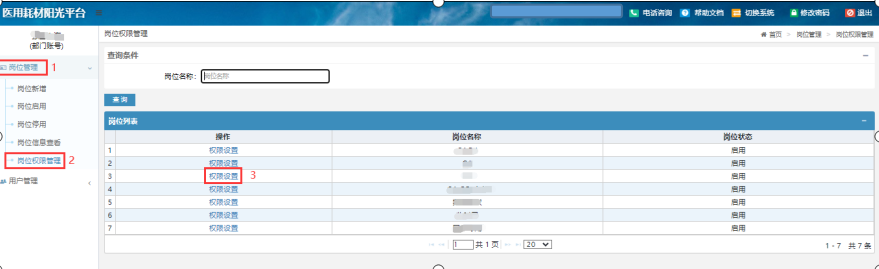 医用耗材阳光平台
电话咨询 帮助文档 切换系统 修改密码 退出
(部门账号)
岗位管理 1
岗位新增
岗位启用
岗位停用
岗位信息查看
岗位权限管理 2
用户管理
岗位权限管理
首页 > 岗位管理 > 岗位权限管理
查询条件
岗位名称: 岗位名称
查询
岗位列表
操作 岗位名称 岗位状态
1 权限设置 启用
2 权限设置 启用
3 权限设置 3 启用
4 权限设置 启用
5 权限设置 启用
6 权限设置 启用
7 权限设置 启用
1 共 1 页 20
1 - 7 共 7 条